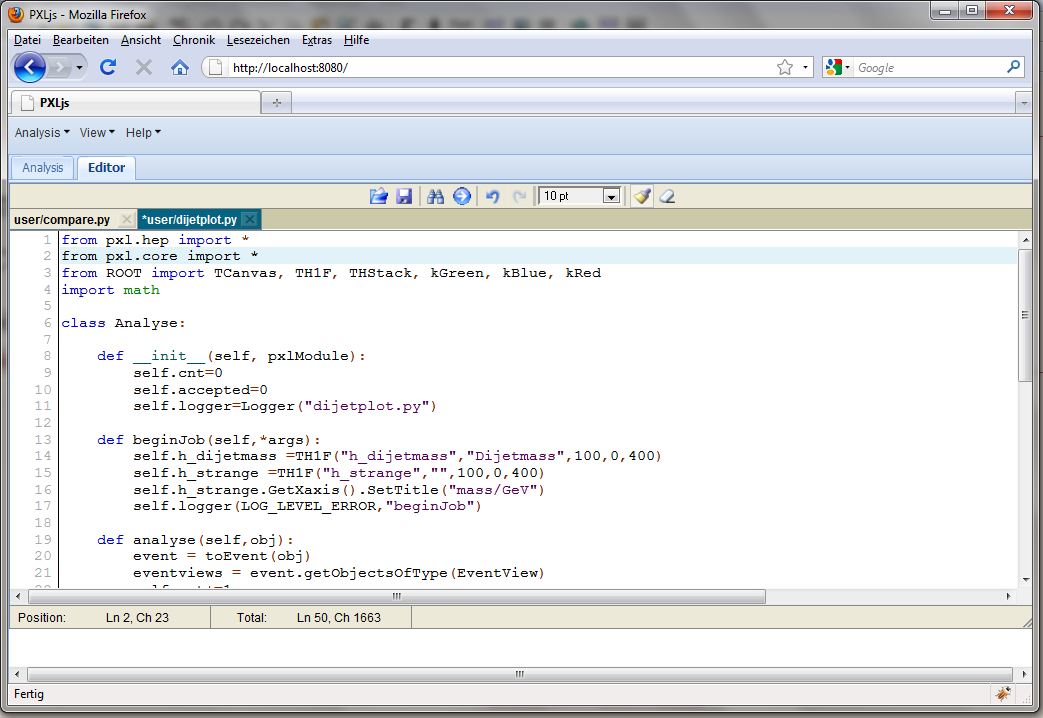 PXLjs - Mozilla Firefox
Datei Bearbeiten Ansicht Chronik Lesezeichen Extras Hilfe
http://localhost:8080/ Google
PXLjs
Analysis View Help
Analysis Editor
10 pt
user/compare.py *user/dijetplot.py
1 from pxl.hep import *
2 from pxl.core import *
3 from ROOT import TCanvas, TH1F, THStack, kGreen, kBlue, kRed
4 import math
5
6 class Analyse:
7
8     def __init__(self, pxlModule):
9         self.cnt=0
10         self.accepted=0
11         self.logger=Logger("dijetplot.py")
12
13     def beginJob(self,*args):
14         self.h_dijetmass =TH1F("h_dijetmass","Dijetmass",100,0,400)
15         self.h_strange =TH1F("h_strange","",100,0,400)
16         self.h_strange.GetXaxis().SetTitle("mass/GeV")
17         self.logger(LOG_LEVEL_ERROR,"beginJob")
18
19     def analyse(self,obj):
20         event = toEvent(obj)
21         eventviews = event.getObjectsOfType(EventView)
Position: Ln 2, Ch 23 Total: Ln 50, Ch 1663
Fertig